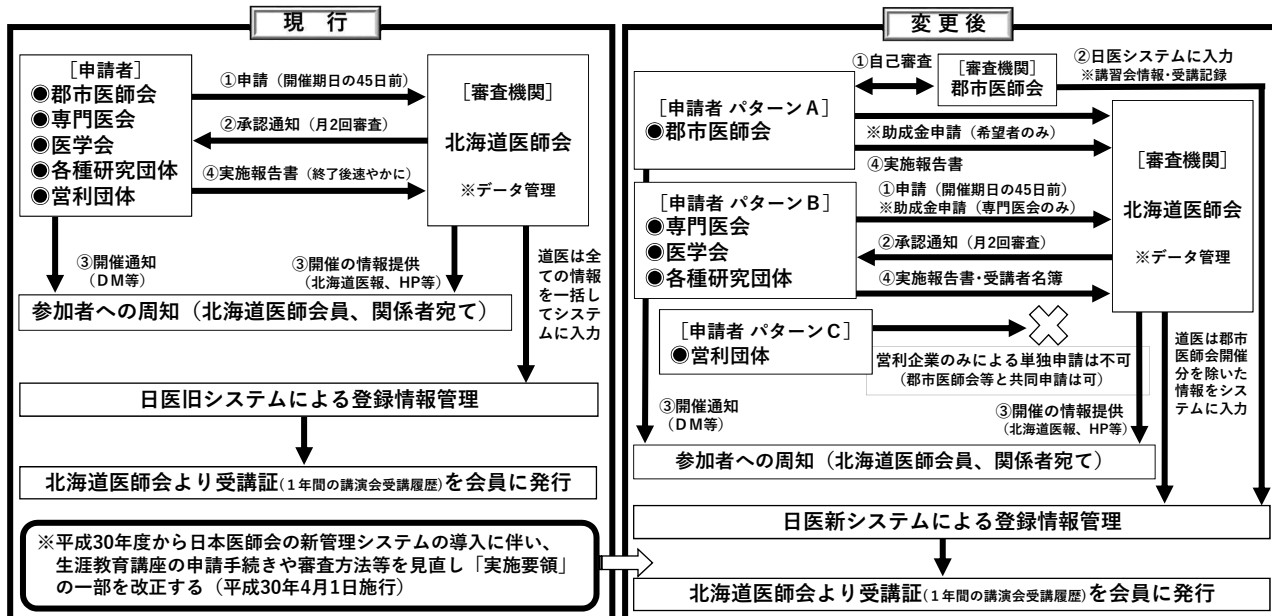 現 行
［申請者］
●郡市医師会
●専門医会
●医学会
●各種研究団体
●営利団体
①申請（開催期日の45日前）
②承認通知（月2回審査）
④実施報告書（終了後速やかに）
［審査機関］
北海道医師会
※データ管理
③開催通知
（DM等）
③開催の情報提供
（北海道医報、HP等）
道医は全
ての情報
を一括し
てシステ
ムに入力
参加者への周知（北海道医師会員、関係者宛て）
日医旧システムによる登録情報管理
北海道医師会より受講証（１年間の講演会受講履歴）を会員に発行
※平成30年度から日本医師会の新管理システムの導入に伴い、
生涯教育講座の申請手続きや審査方法等を見直し「実施要領」
の一部を改正する（平成30年4月1日施行）
変更後
［申請者 パターンA］
●郡市医師会
①自己審査
［審査機関］
郡市医師会
②日医システムに入力
※講習会情報・受講記録
※助成金申請（希望者のみ）
④実施報告書
［申請者 パターンB］
●専門医会
●医学会
●各種研究団体
①申請（開催期日の45日前）
※助成金申請（専門医会のみ）
②承認通知（月2回審査）
④実施報告書・受講者名簿
［審査機関］
北海道医師会
※データ管理
［申請者 パターンC］
●営利団体
営利企業のみによる単独申請は不可
（郡市医師会等と共同申請は可）
③開催通知
（DM等）
③開催の情報提供
（北海道医報、HP等）
道医は郡市
医師会開催
分を除いた
情報をシス
テムに入力
参加者への周知（北海道医師会員、関係者宛て）
日医新システムによる登録情報管理
北海道医師会より受講証（１年間の講演会受講履歴）を会員に発行